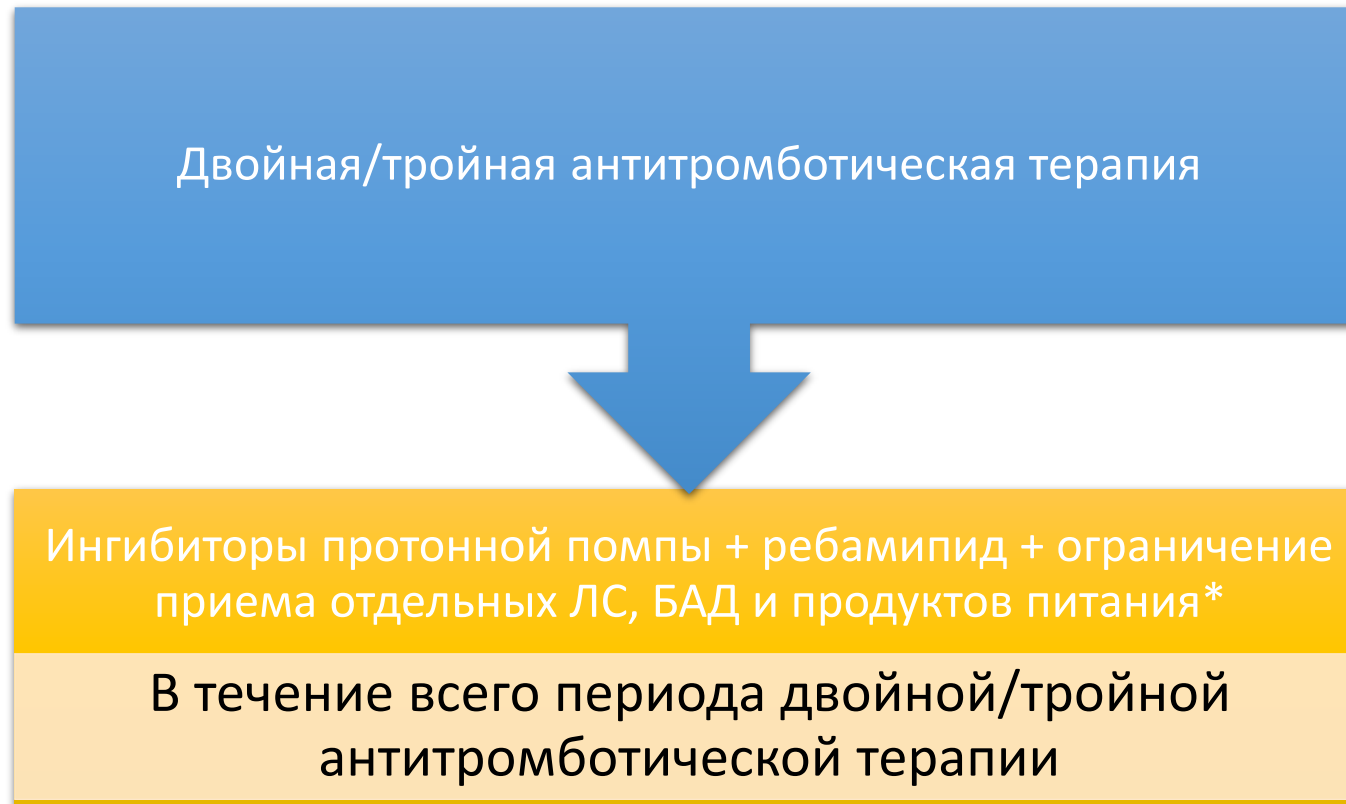 Двойная/тройная антитромботическая терапия
Ингибиторы протонной помпы + ребамипид + ограничение
приема отдельных ЛС, БАД и продуктов питания*
В течение всего периода двойной/тройной
антитромботической терапии